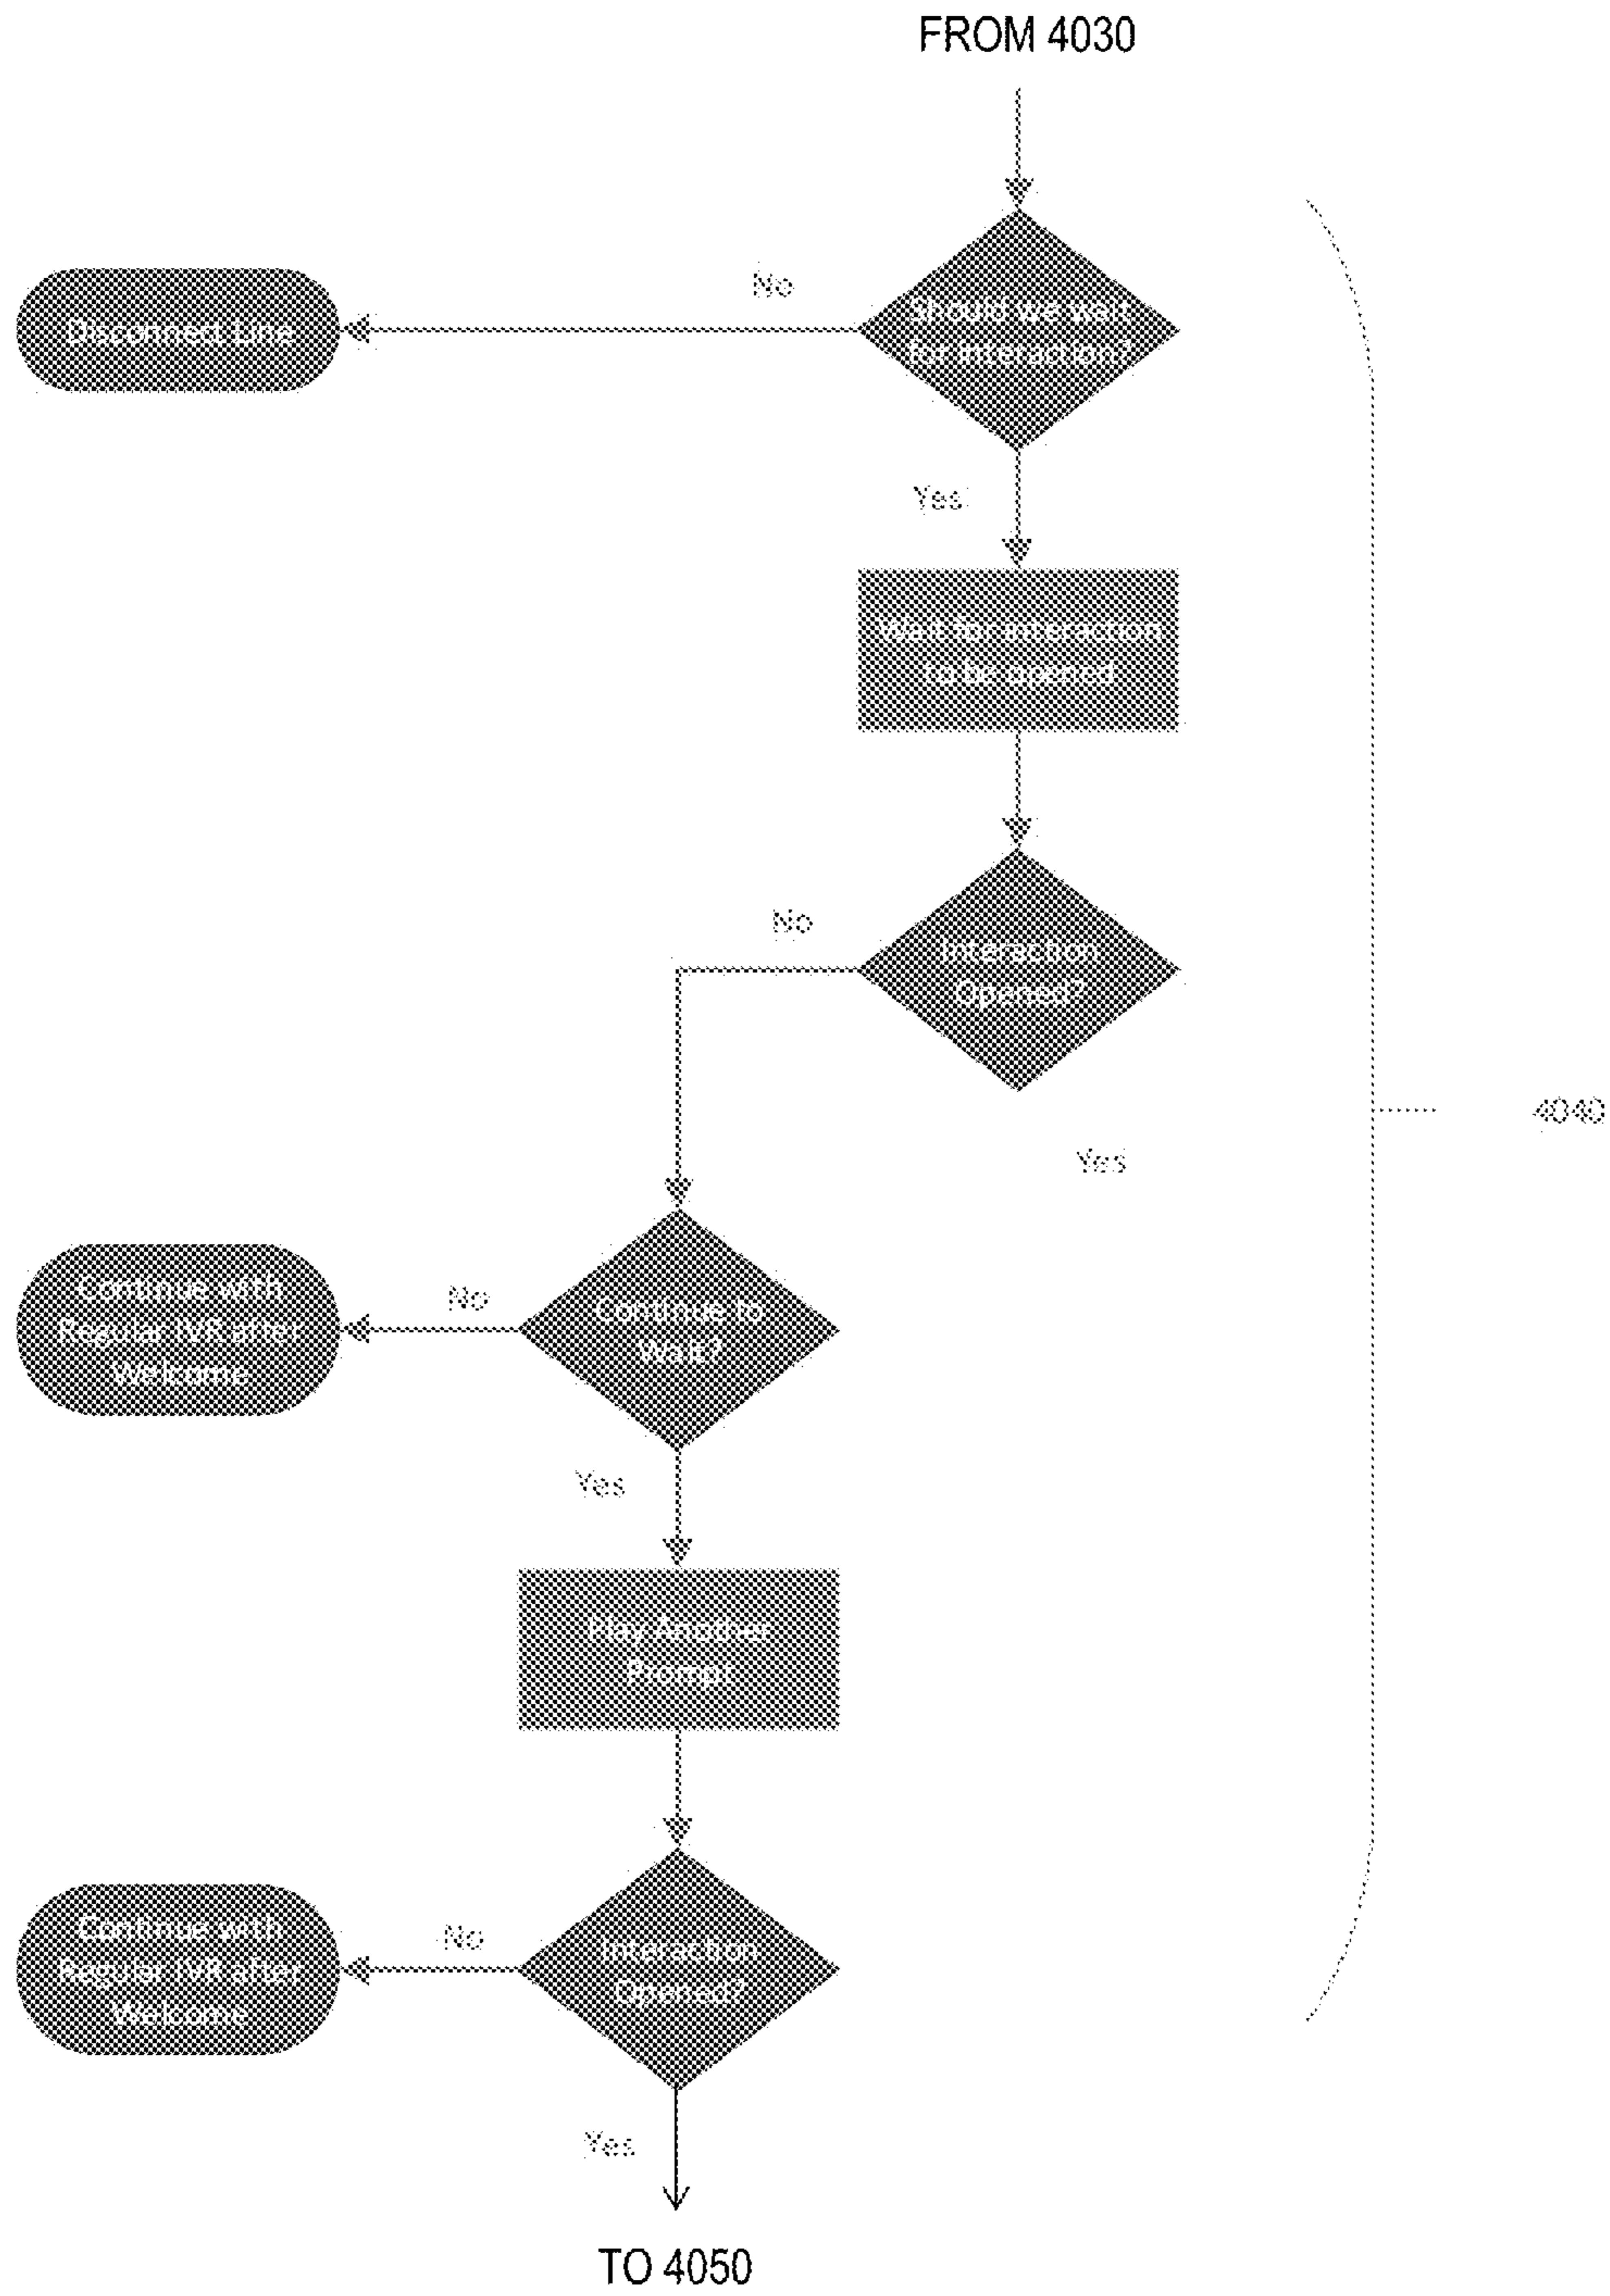 FROM 4030
No
Should we wait
for interaction?
Disconnect Line
Yes
Wait for interaction
to be opened
No
Interaction
Opened?
4040
Yes
Continue with
Regular IVR after
Welcome
No
Continue to
Wait?
Yes
Play Another
Prompt
Continue with
Regular IVR after
Welcome
No
Interaction
Opened?
Yes
TO 4050